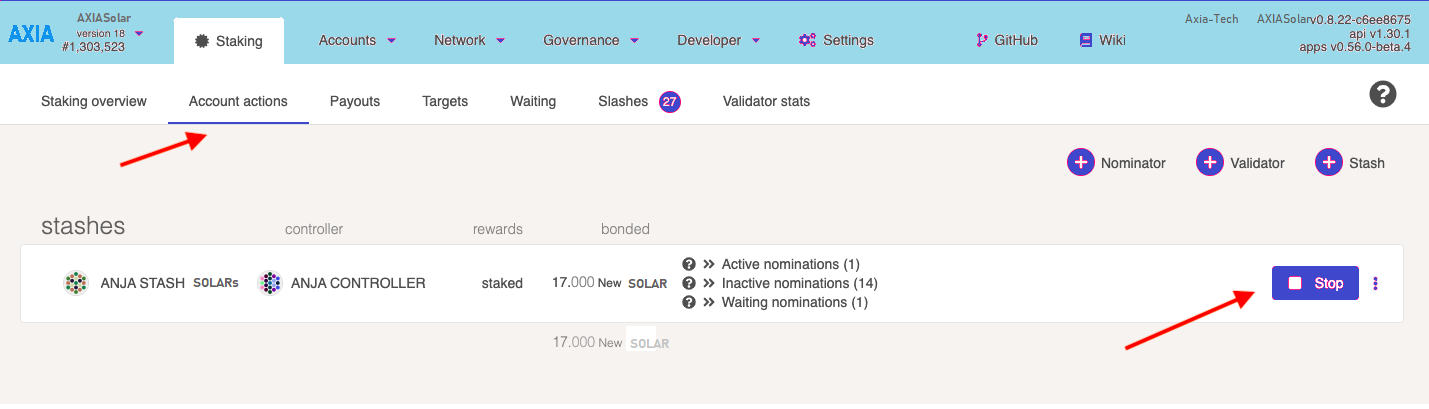 AXIA
AXIASolar
version 18
#1,303,523
Staking
Accounts
Network
Governance
Developer
Settings
GitHub
Wiki
Axia-Tech
AXIASolarv0.8.22-c6ee8675
api v1.30.1
apps v0.56.0-beta.4
Staking overview
Account actions
Payouts
Targets
Waiting
Slashes 27
Validator stats
?
+ Nominator
+ Validator
+ Stash
stashes
controller
rewards
bonded
ANJA STASH SOLARs
ANJA CONTROLLER
staked
17.000 New SOLAR
? Active nominations (1)
? Inactive nominations (14)
? Waiting nominations (1)
Stop
17.000 New SOLAR